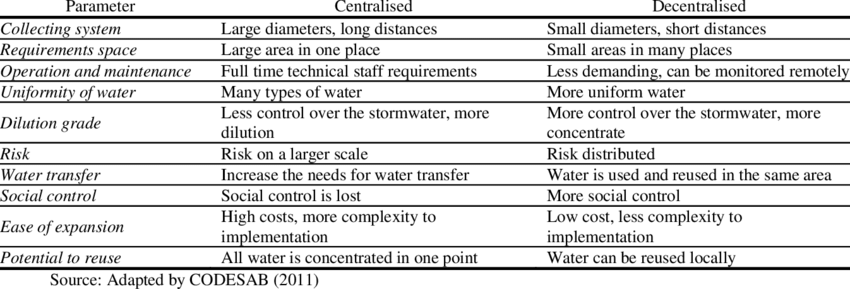 Parameter Centralised Decentralised
Collecting system Large diameters, long distances Small diameters, short distances
Requirements space Large area in one place Small areas in many places
Operation and maintenance Full time technical staff requirements Less demanding, can be monitored remotely
Uniformity of water Many types of water More uniform water
Dilution grade Less control over the stormwater, more dilution More control over the stormwater, more concentrate
Risk Risk on a larger scale Risk distributed
Water transfer Increase the needs for water transfer Water is used and reused in the same area
Social control Social control is lost More social control
Ease of expansion High costs, more complexity to implementation Low cost, less complexity to implementation
Potential to reuse All water is concentrated in one point Water can be reused locally
Source: Adapted by CODESAB (2011)